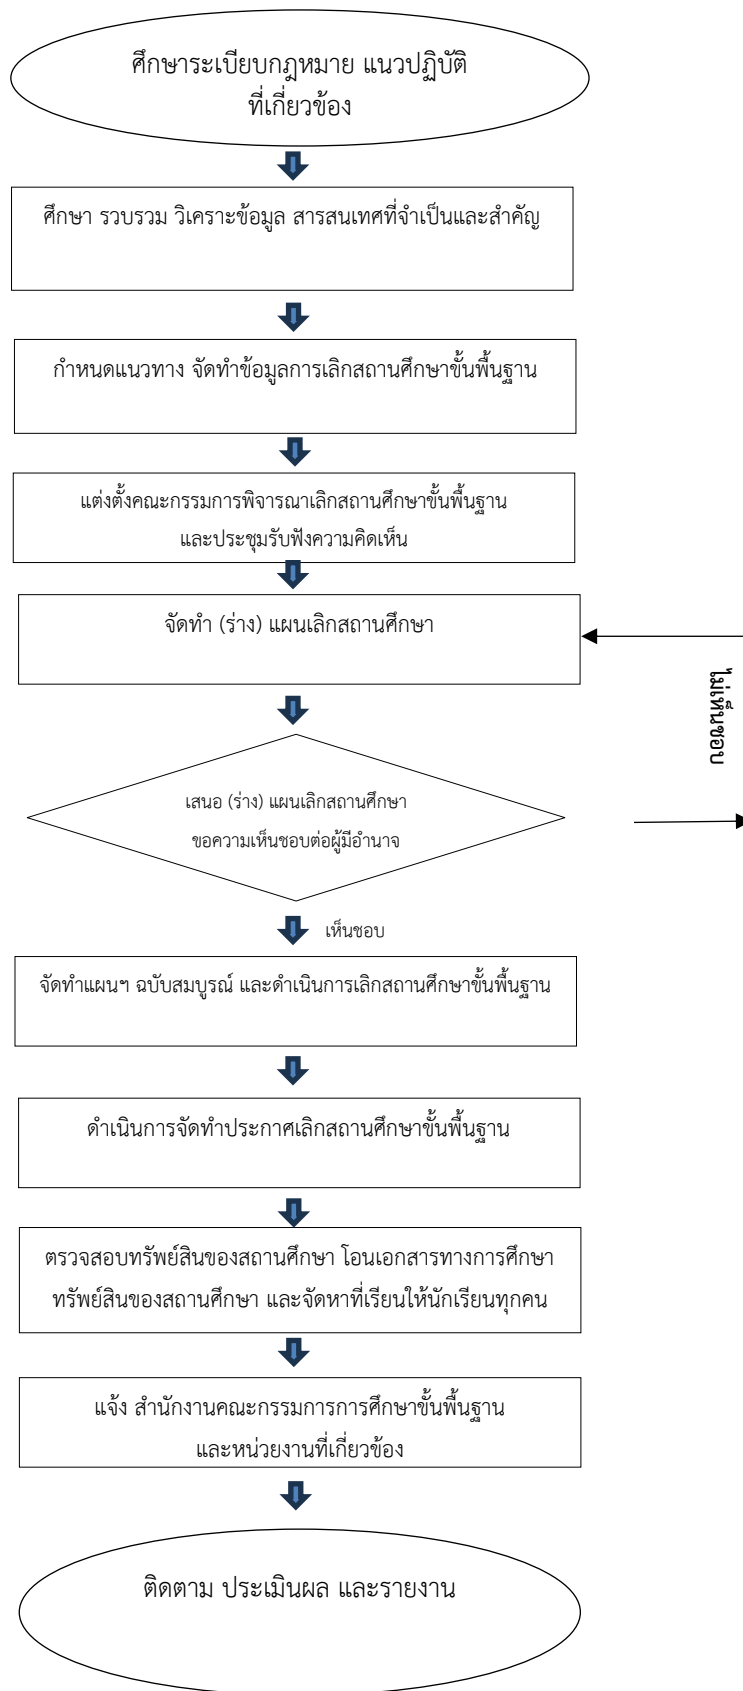 ศึกษาระเบียบกฎหมาย แนวปฏิบัติ
ที่เกี่ยวข้อง
ศึกษา รวบรวม วิเคราะข้อมูล สารสนเทศที่จำเป็นและสำคัญ
กำหนดแนวทาง จัดทำข้อมูลการเลิกสถานศึกษาขั้นพื้นฐาน
แต่งตั้งคณะกรรมการพิจารณาเลิกสถานศึกษาขั้นพื้นฐาน
และประชุมรับฟังความคิดเห็น
จัดทำ (ร่าง) แผนเลิกสถานศึกษา
ไม่เห็นชอบ
เสนอ (ร่าง) แผนเลิกสถานศึกษา
ขอความเห็นชอบต่อผู้มีอำนาจ
เห็นชอบ
จัดทำแผนฯ ฉบับสมบูรณ์ และดำเนินการเลิกสถานศึกษาขั้นพื้นฐาน
ดำเนินการจัดทำประกาศเลิกสถานศึกษาขั้นพื้นฐาน
ตรวจสอบทรัพย์สินของสถานศึกษา โอนเอกสารทางการศึกษา
ทรัพย์สินของสถานศึกษา และจัดหาที่เรียนให้นักเรียนทุกคน
แจ้ง สำนักงานคณะกรรมการการศึกษาขั้นพื้นฐาน
และหน่วยงานที่เกี่ยวข้อง
ติดตาม ประเมินผล และรายงาน